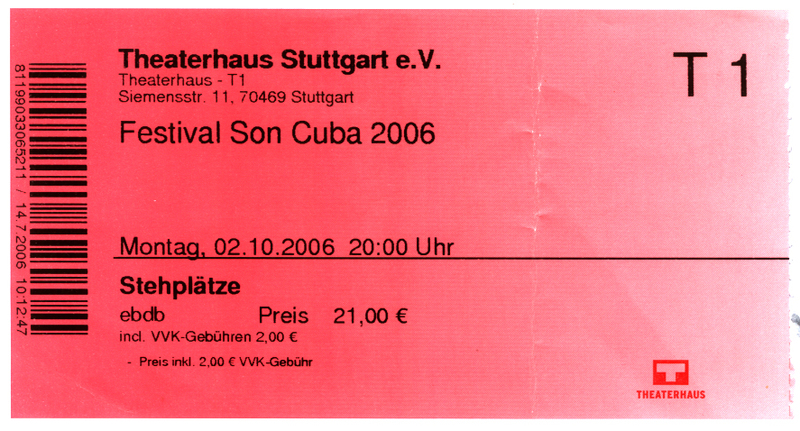 Theaterhaus Stuttgart e.V.
Theaterhaus - T1
Siemensstr. 11, 70469 Stuttgart
T 1
Festival Son Cuba 2006
Montag, 02.10.2006 20:00 Uhr
Stehplätze
ebdb Preis 21,00 €
incl. VVK-Gebühren 2,00 €
- Preis inkl. 2,00 € VVK-Gebühr
T
THEATERHAUS
81199033065211 / 14.7.2006 10:12:47